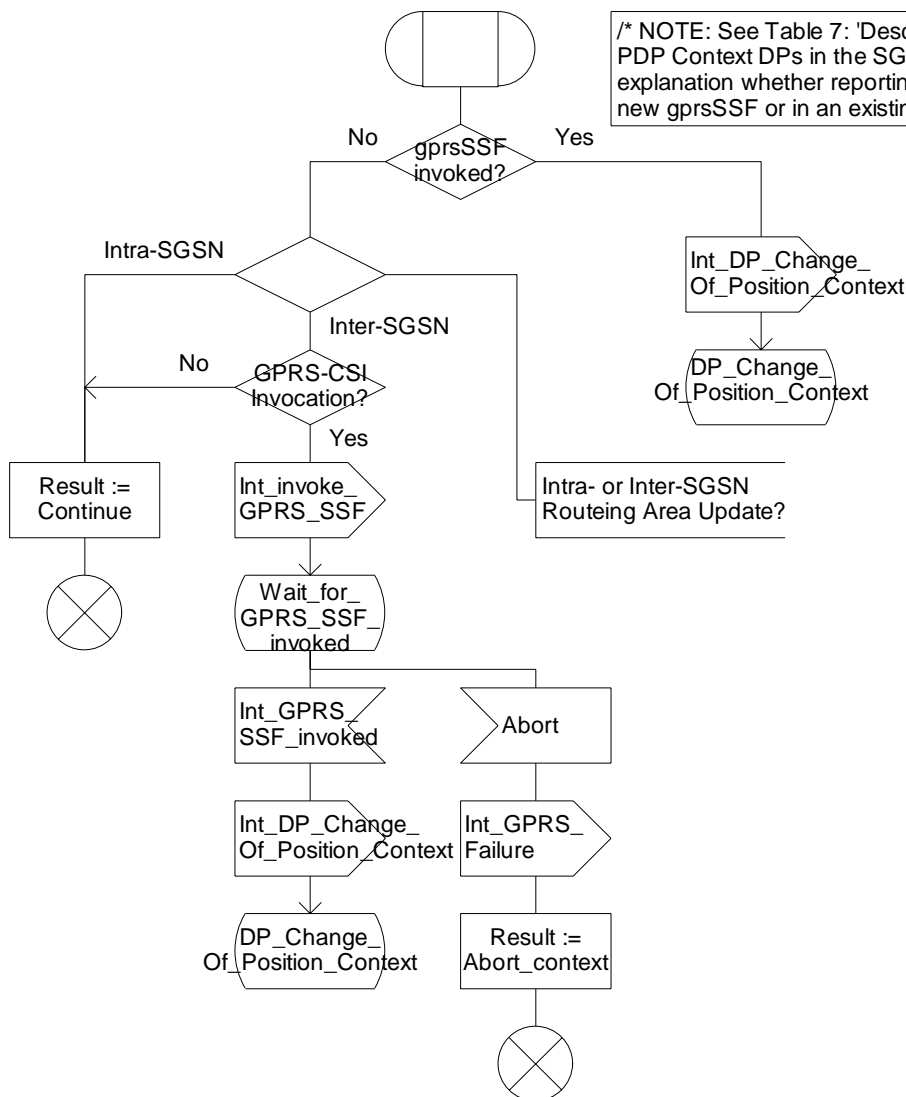 /* NOTE: See Table 7: 'Desc
PDP Context DPs in the SG
explanation whether reporting
new gprsSSF or in an existin
No
gprsSSF
invoked?
Yes
Intra-SGSN
Int_DP_Change_
Of_Position_Context
Inter-SGSN
No
GPRS-CSI
Invocation?
DP_Change_
Of_Position_Context
Yes
Result :=
Continue
Int_invoke_
GPRS_SSF
Intra- or Inter-SGSN
Routeing Area Update?
Wait_for_
GPRS_SSF_
invoked
Int_GPRS_
SSF_invoked
Abort
Int_DP_Change_
Of_Position_Context
Int_GPRS_
Failure
DP_Change_
Of_Position_Context
Result :=
Abort_context